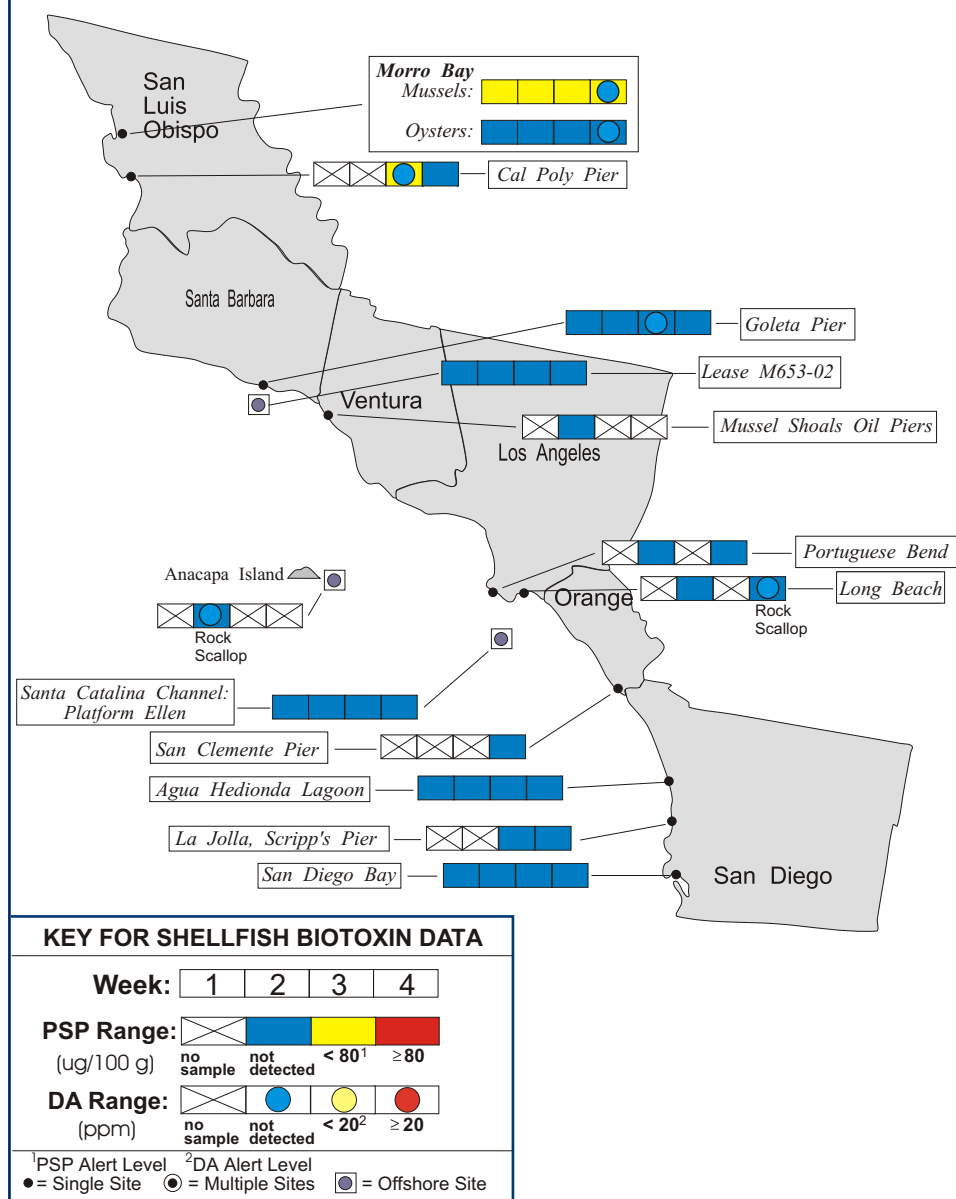 San
Luis
Obispo
Morro Bay
Mussels:
Oysters:
Cal Poly Pier
Santa Barbara
Goleta Pier
Lease M653-02
Ventura
Mussel Shoals Oil Piers
Los Angeles
Portuguese Bend
Anacapa Island
Long Beach
Orange
Rock
Scallop
Rock
Scallop
Santa Catalina Channel:
Platform Ellen
San Clemente Pier
Agua Hedionda Lagoon
La Jolla, Scripp's Pier
San Diego Bay
San Diego
KEY FOR SHELLFISH BIOTOXIN DATA
Week: 1 2 3 4
PSP Range:
(ug/100 g)
no sample
not detected
< 80¹
≥ 80
DA Range:
(ppm)
no sample
not detected
< 20²
≥ 20
¹PSP Alert Level ²DA Alert Level
= Single Site = Multiple Sites = Offshore Site